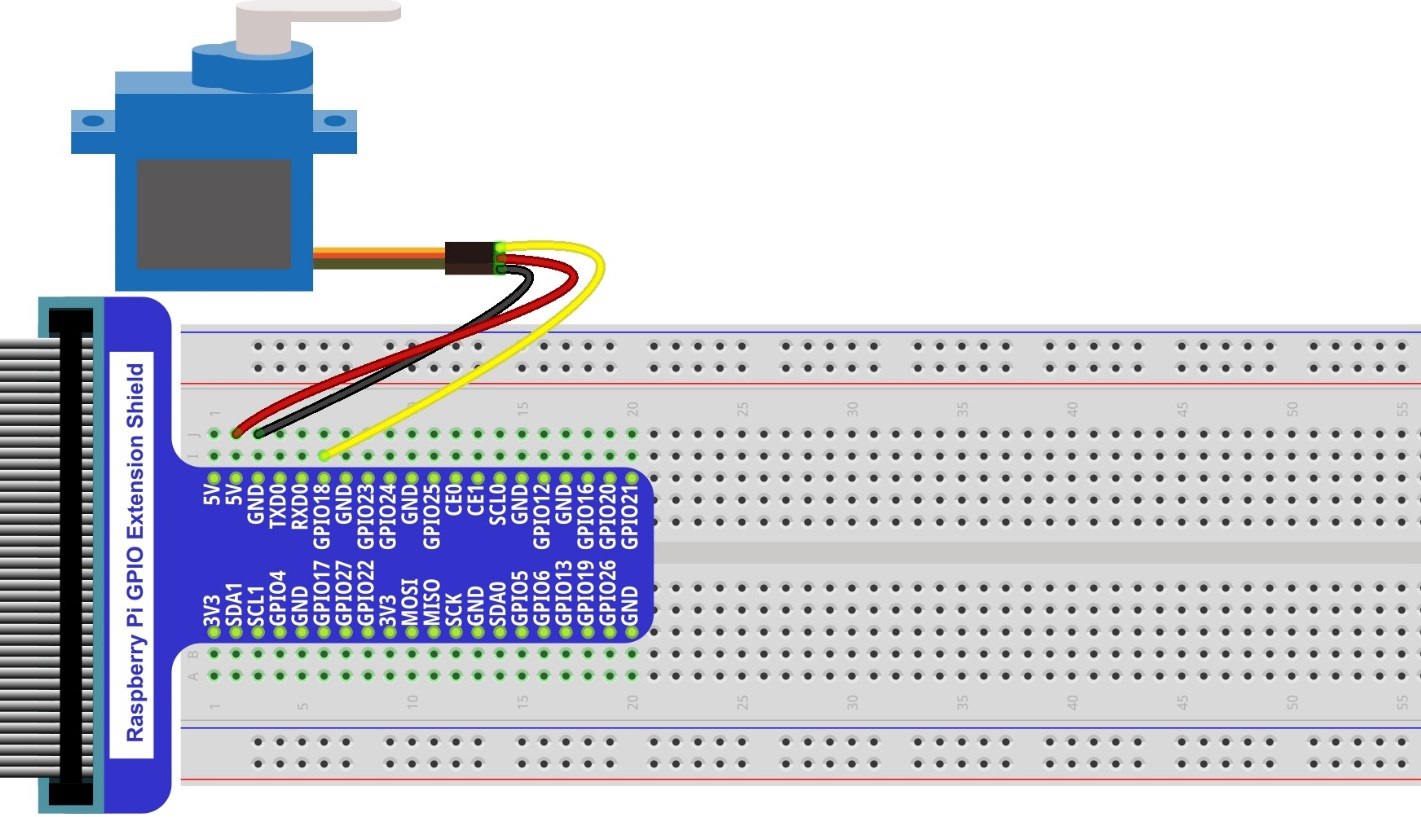 Raspberry Pi GPIO Extension Shield
1
15
20
25
30
35
40
45
50
55
J
I
5V
5V
GND
TXD0
RXD0
GPIO18
GND
GPIO23
GPIO24
GND
GPIO25
CE0
CE1
SCL0
GND
GPIO12
GND
GPIO16
GPIO20
GPIO21
3V3
SDA1
SCL1
GPIO4
GND
GPIO17
GPIO27
GPIO22
3V3
MOSI
MISO
SCK
GND
SDA0
GPIO5
GPIO6
GPIO13
GPIO19
GPIO26
GND
B
A
1
5
10
15
20
25
30
35
40
45
50
55